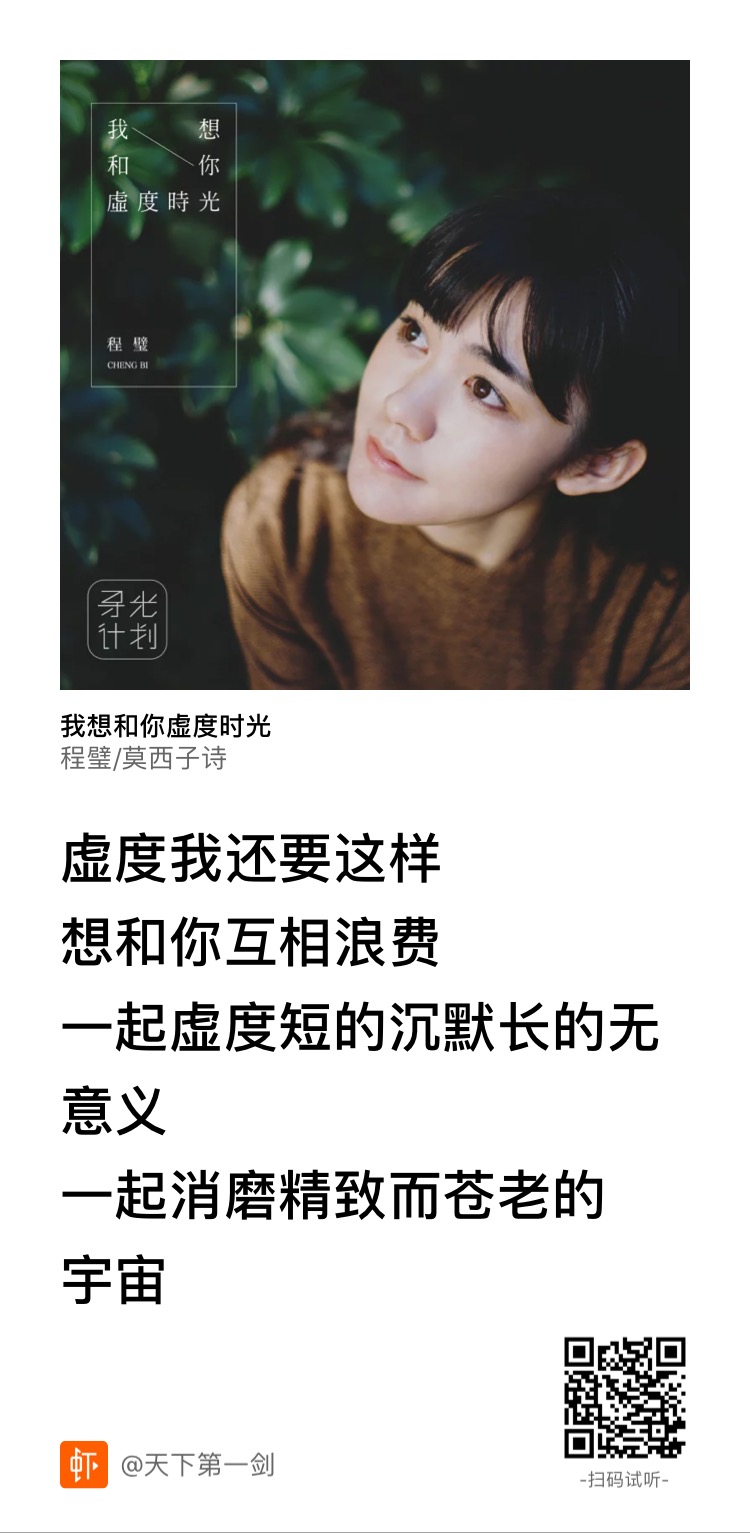 我 想
和 你
虛度時光
程璧
CHENG BI
寻光
计划
我想和你虚度时光
程璧/莫西子诗
虚度我还要这样
想和你互相浪费
一起虚度短的沉默长的无
意义
一起消磨精致而苍老的
宇宙
虾
@天下第一剑
-扫码试听-